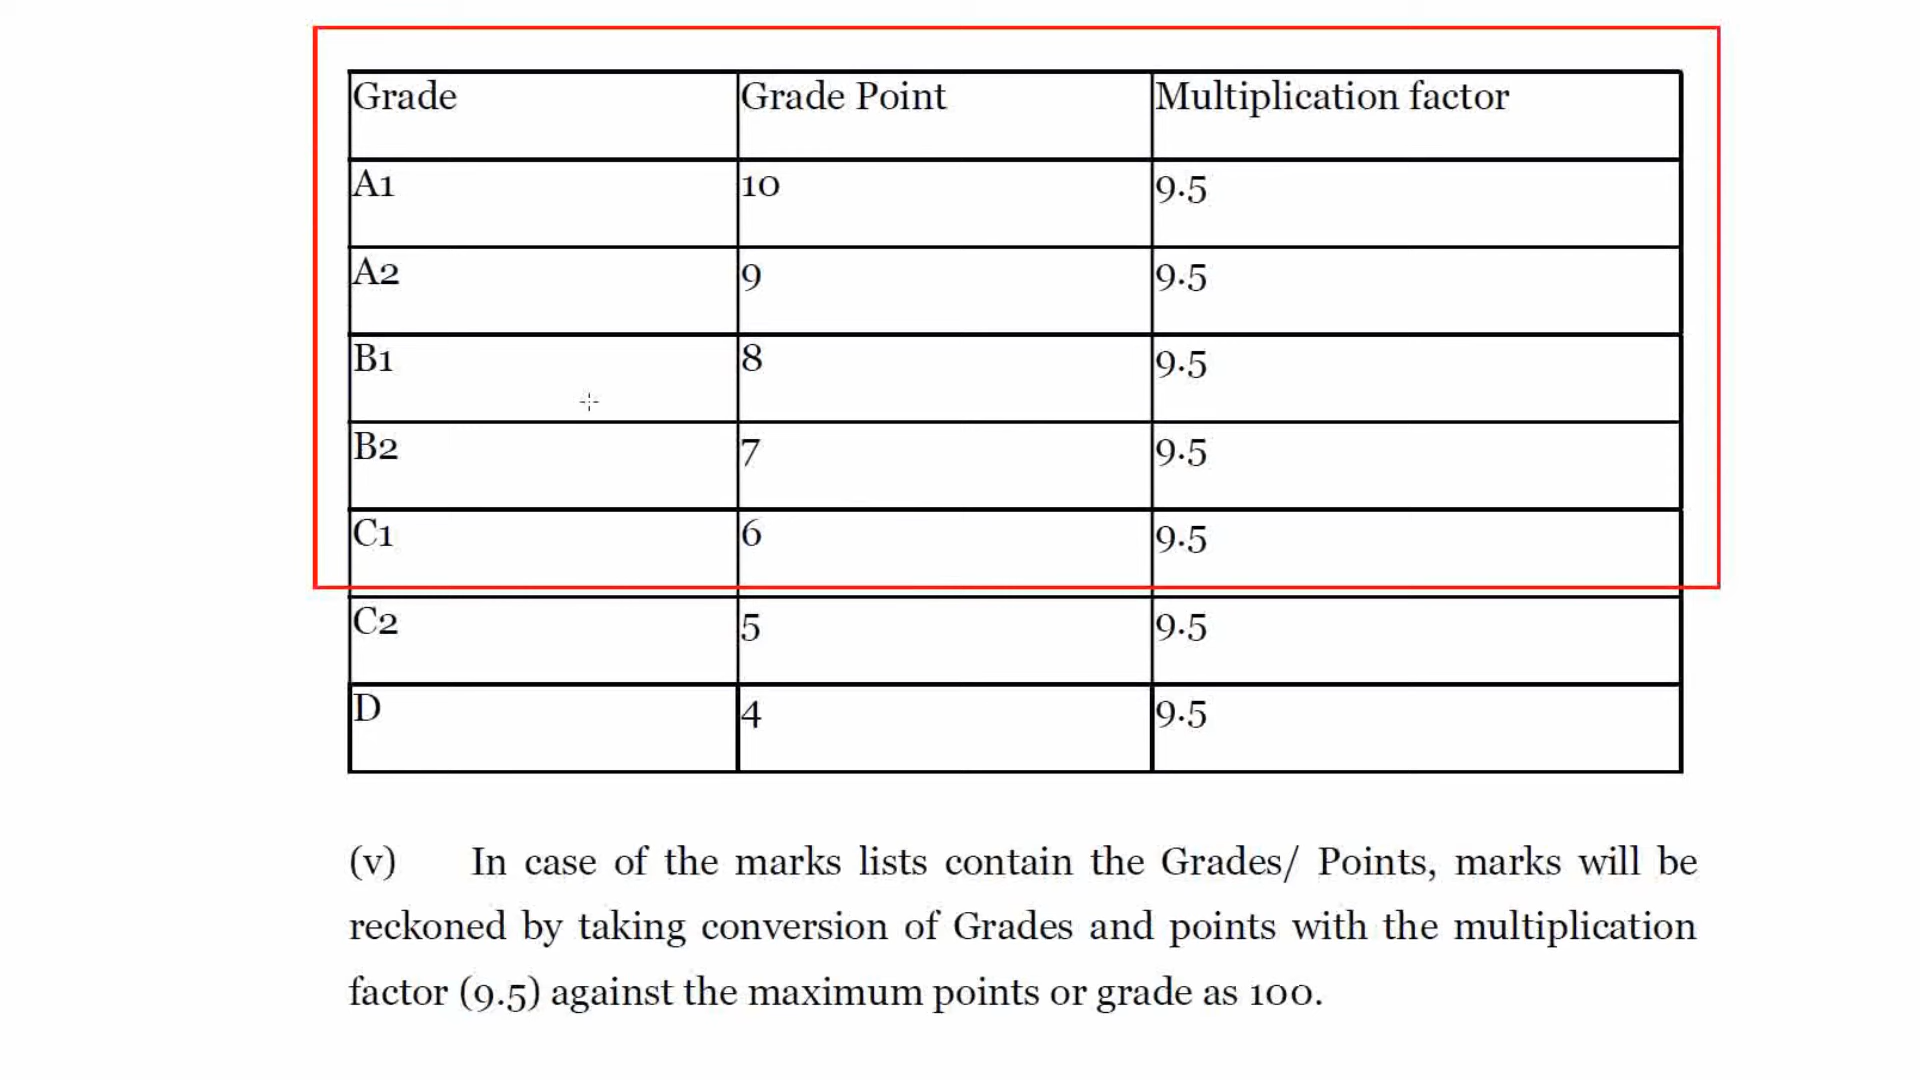 Grade Grade Point Multiplication factor
A1 10 9.5
A2 9 9.5
B1 8 9.5
B2 7 9.5
C1 6 9.5
C2 5 9.5
D 4 9.5
(v) In case of the marks lists contain the Grades/ Points, marks will be
reckoned by taking conversion of Grades and points with the multiplication
factor (9.5) against the maximum points or grade as 100.